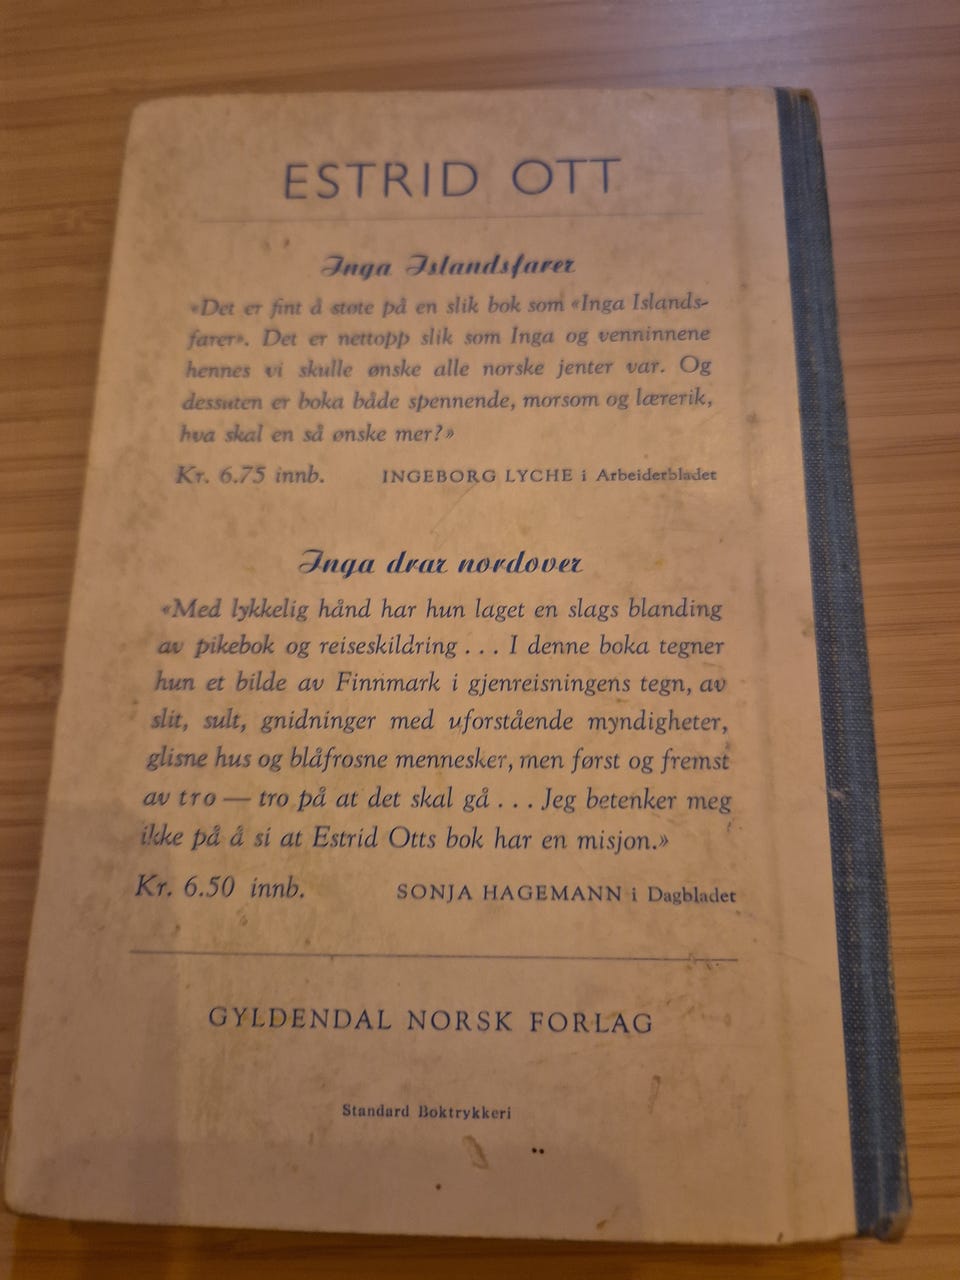 ESTRID OTT
Inga Islandsfarer
«Det er fint å støte på en slik bok som «Inga Islands-
farer». Det er nettopp slik som Inga og venninnene
hennes vi skulle ønske alle norske jenter var. Og
dessuten er boka både spennende, morsom og lærerik,
hva skal en så ønske mer?»
Kr. 6.75 innb. INGEBORG LYCHE i Arbeiderbladet
Inga drar nordover
«Med lykkelig hånd har hun laget en slags blanding
av pikebok og reiseskildring . . . I denne boka tegner
hun et bilde av Finnmark i gjenreisningens tegn, av
slit, sult, gnidninger med uforstående myndigheter,
glisne hus og blåfrosne mennesker, men først og fremst
av tro — tro på at det skal gå . . . Jeg betenker meg
ikke på å si at Estrid Otts bok har en misjon.»
Kr. 6.50 innb. SONJA HAGEMANN i Dagbladet
GYLDENDAL NORSK FORLAG
Standard Boktrykkeri